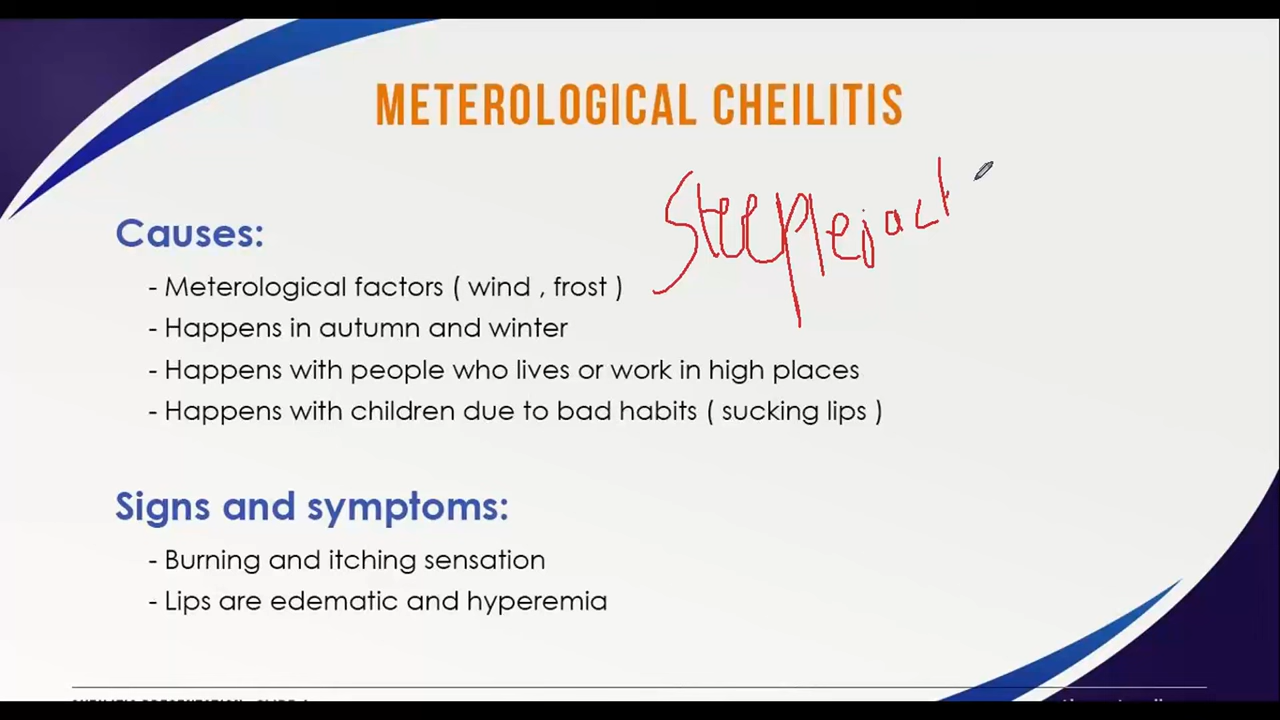 METEROLOGICAL CHEILITIS
Causes:
- Meterological factors ( wind , frost )
- Happens in autumn and winter
- Happens with people who lives or work in high places
- Happens with children due to bad habits ( sucking lips )
Signs and symptoms:
- Burning and itching sensation
- Lips are edematic and hyperemia